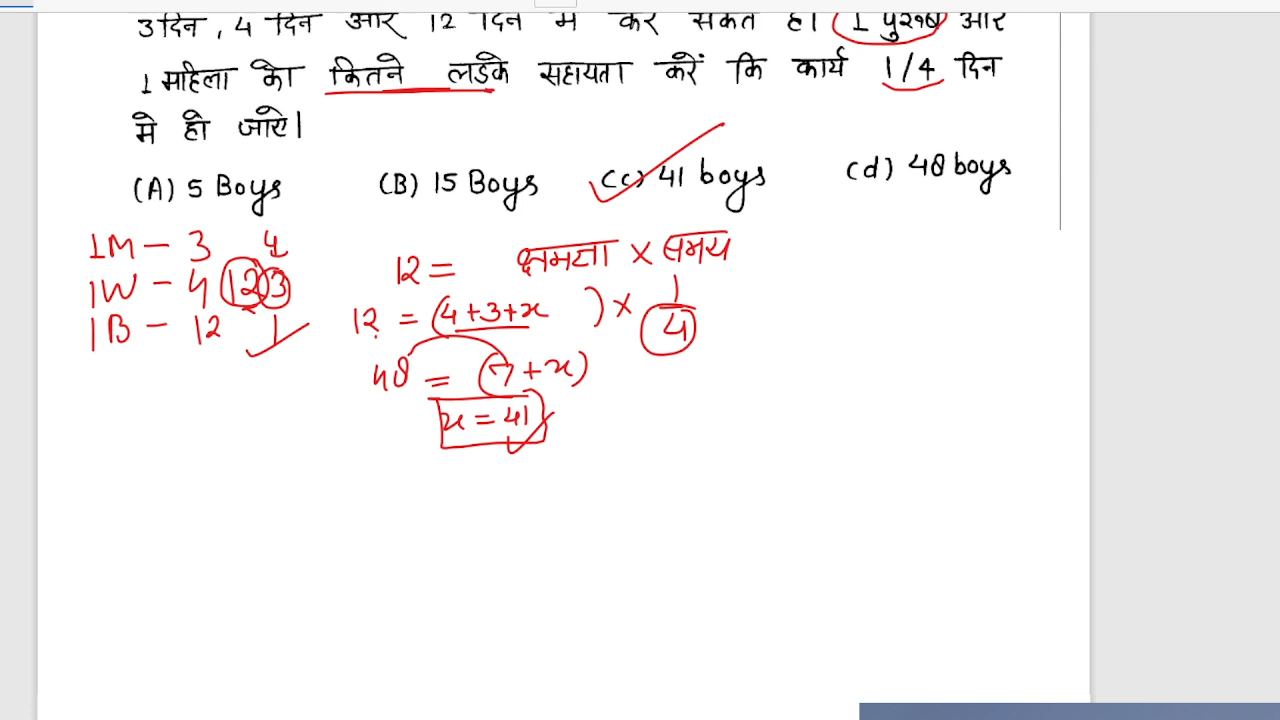 3 दिन, 4 दिन और 12 दिन में कर सकते है। 1 पुरूष और
1 महिला को कितने लडके सहायता करें कि कार्य 1/4 दिन
मे हो जाऐ।
(A) 5 Boys (B) 15 Boys (C) 41 boys (d) 48 boys
1M – 3 4
1W – 4 12 3
1B – 12 1
12 = क्षमता × समय
12 = (4+3+x ) × 1/4
48 = (7+x)
x = 41